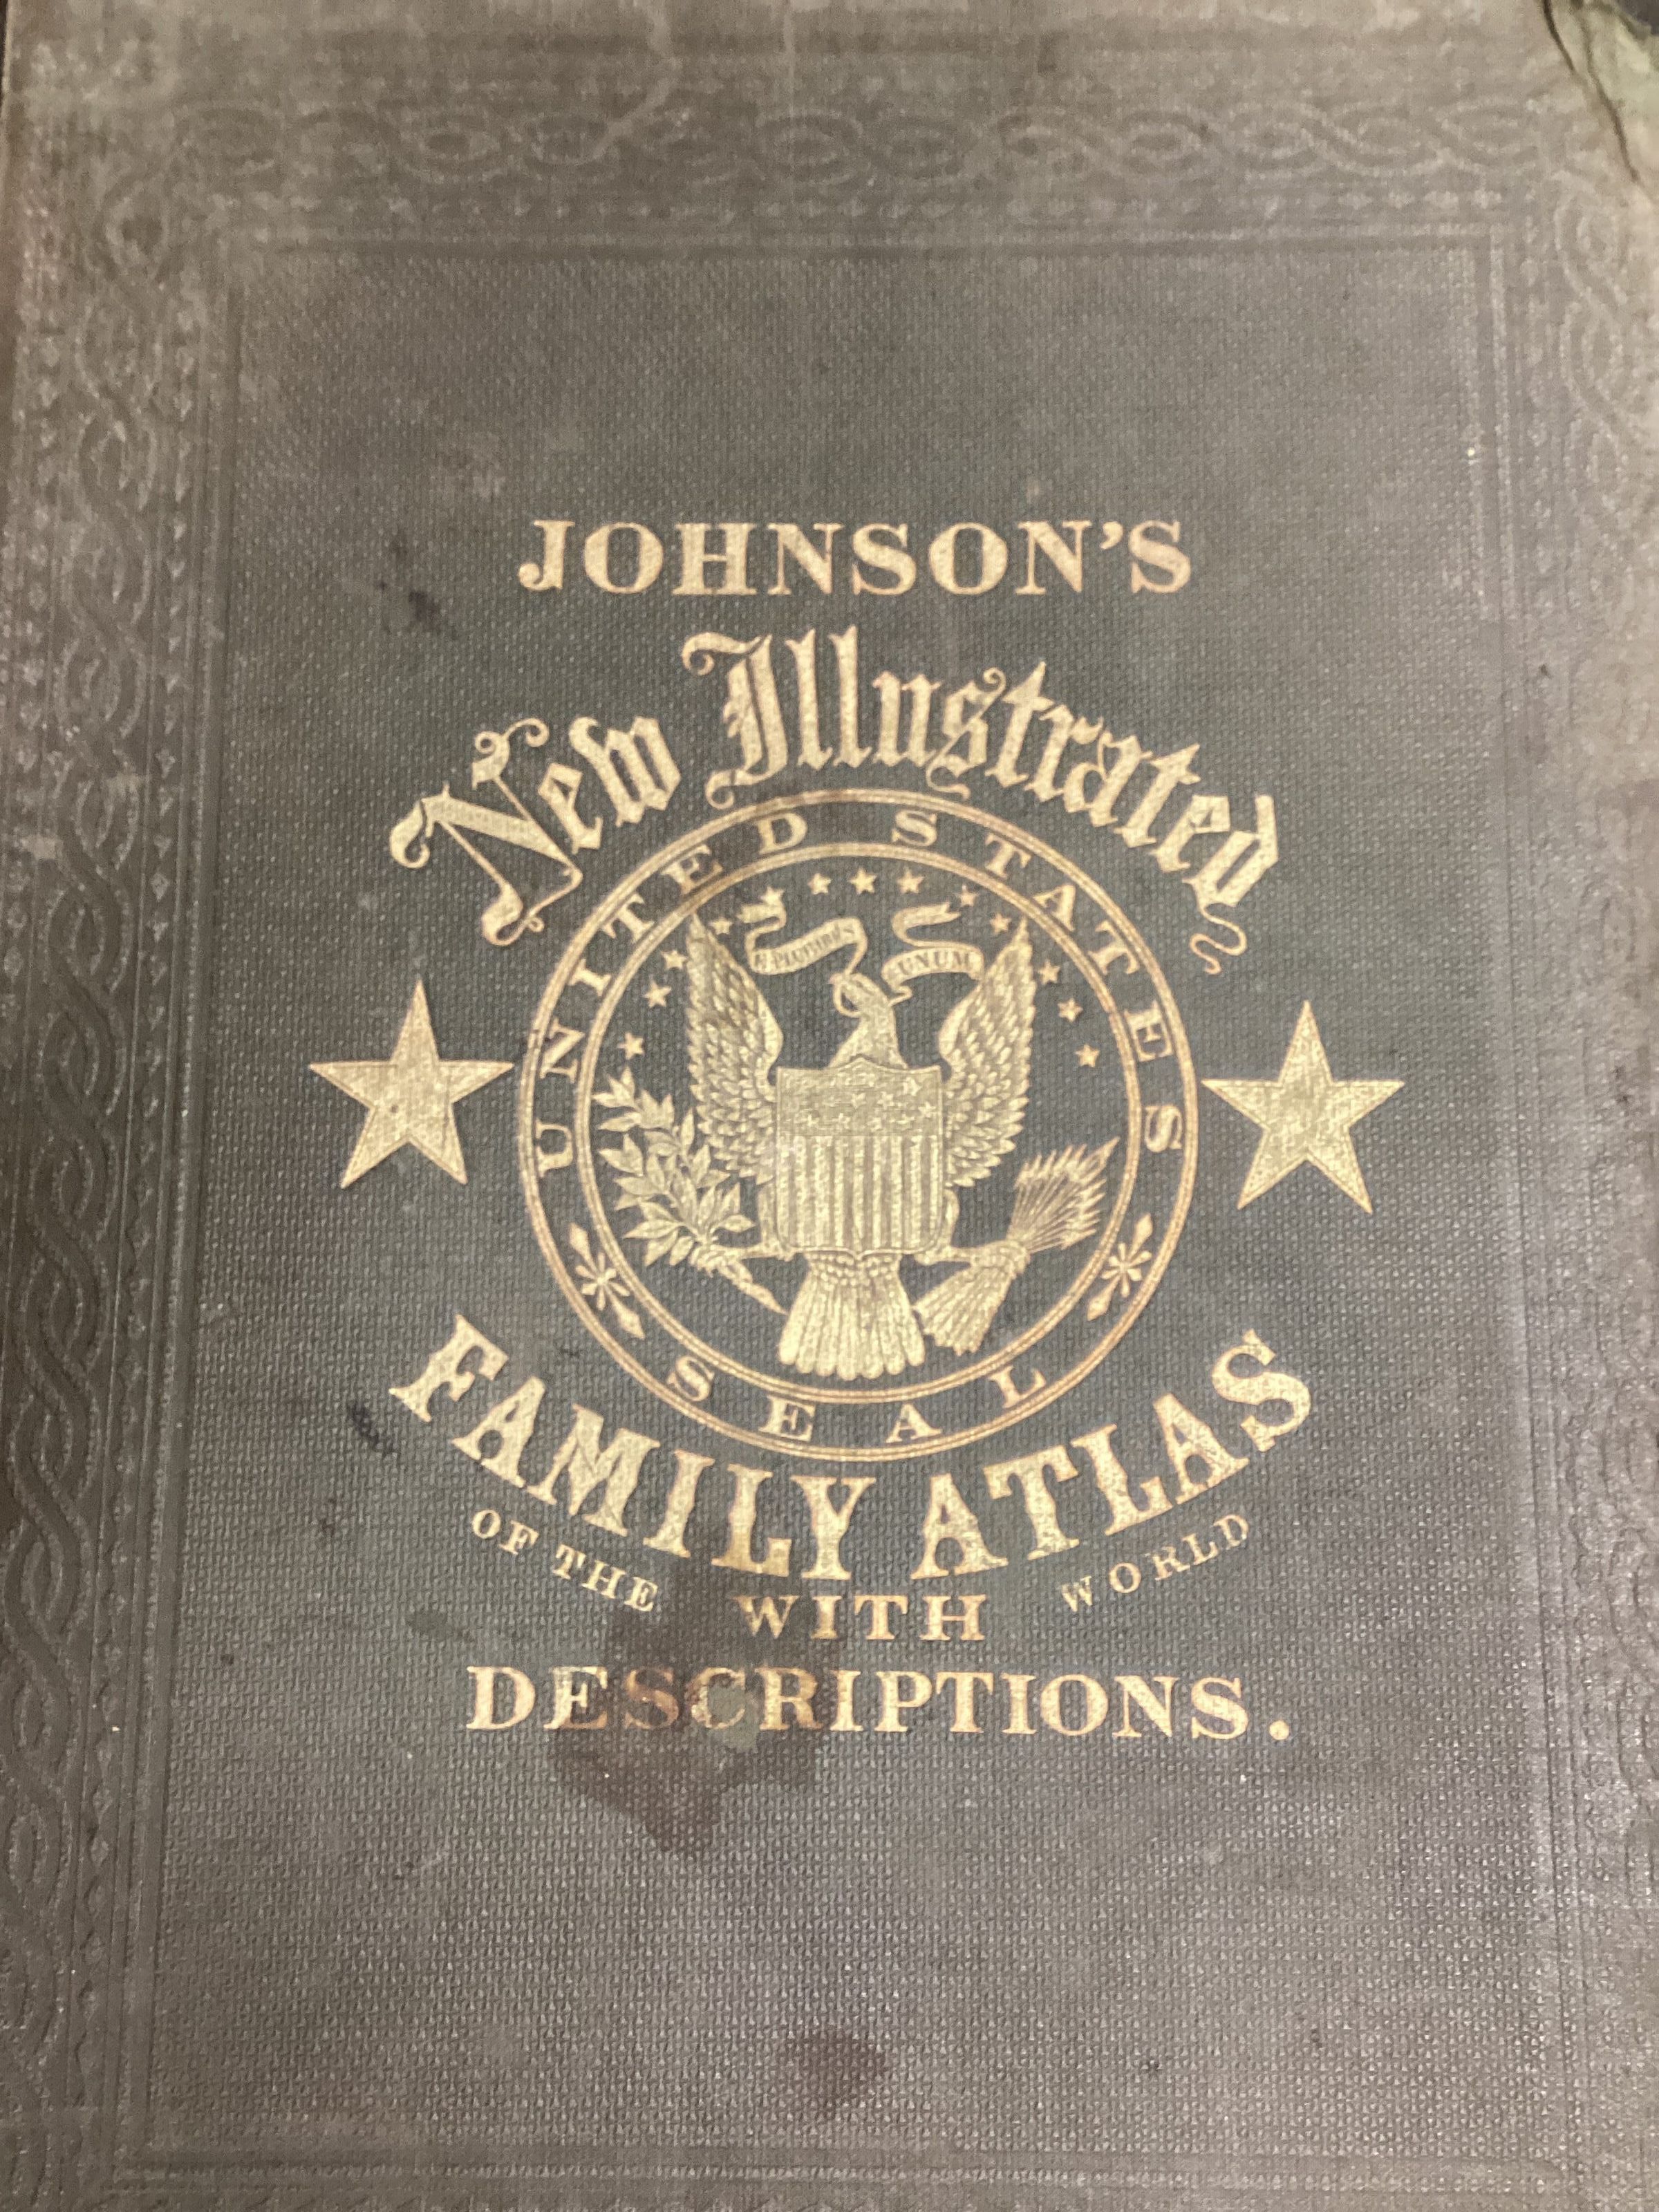 JOHNSON'S
New Illustrated
UNITED STATES
E PLURIBUS UNUM
SEAL
FAMILY ATLAS
OF THE WORLD
WITH
DESCRIPTIONS.